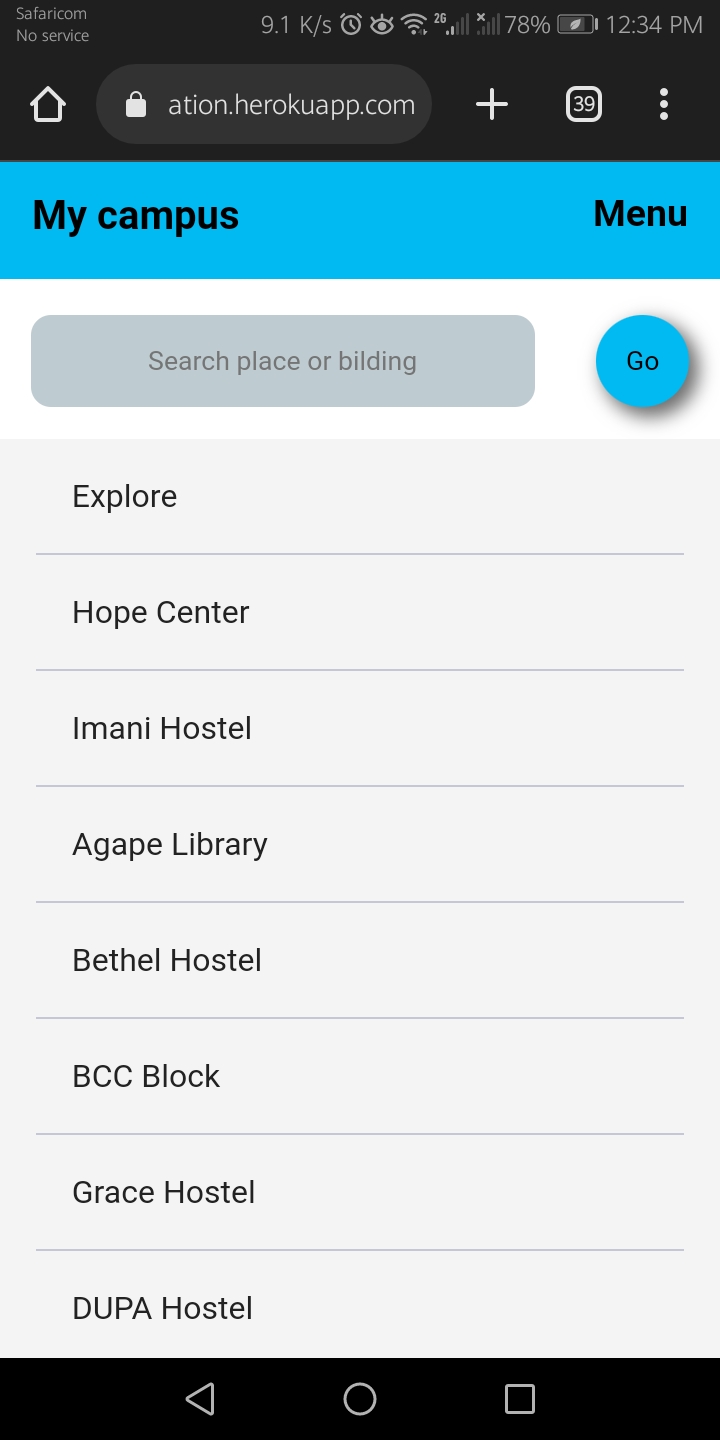 Safaricom
No service
9.1 K/s 2G 78% 12:34 PM
ation.herokuapp.com 39
My campus Menu
Search place or bilding Go
Explore
Hope Center
Imani Hostel
Agape Library
Bethel Hostel
BCC Block
Grace Hostel
DUPA Hostel